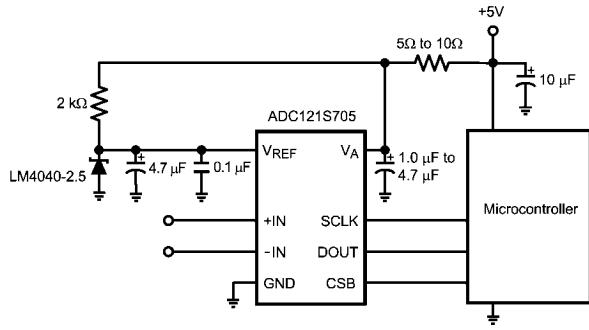 +5V
5Ω to 10Ω
10 µF
2 kΩ
ADC121S705
LM4040-2.5
4.7 µF
0.1 µF
VREF
VA
1.0 µF to
4.7 µF
+IN
SCLK
Microcontroller
−IN
DOUT
GND
CSB
+
+
+